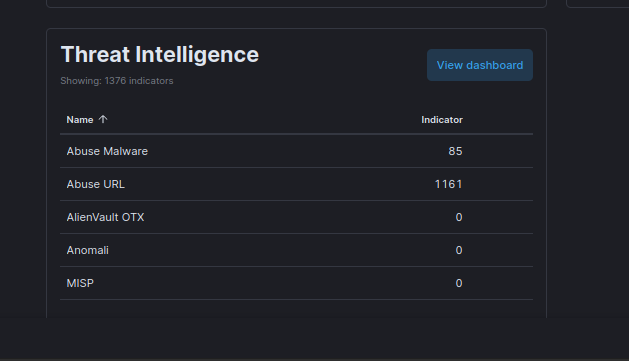 Threat Intelligence
View dashboard
Showing: 1376 indicators
Name ↑ Indicator
Abuse Malware 85
Abuse URL 1161
AlienVault OTX 0
Anomali 0
MISP 0